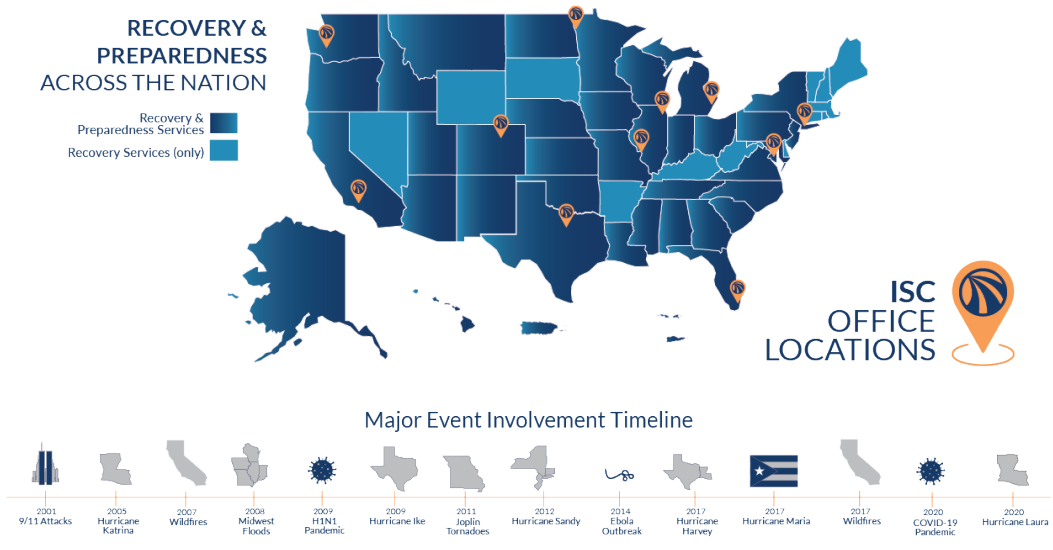 RECOVERY &
PREPAREDNESS
ACROSS THE NATION
Recovery &
Preparedness Services
Recovery Services (only)
ISC
OFFICE
LOCATIONS
Major Event Involvement Timeline
2001
9/11 Attacks
2005
Hurricane
Katrina
2007
Wildfires
2008
Midwest
Floods
2009
H1N1
Pandemic
2009
Hurricane Ike
2011
Joplin
Tornadoes
2012
Hurricane Sandy
2014
Ebola
Outbreak
2017
Hurricane
Harvey
2017
Hurricane Maria
2017
Wildfires
2020
COVID-19
Pandemic
2020
Hurricane Laura